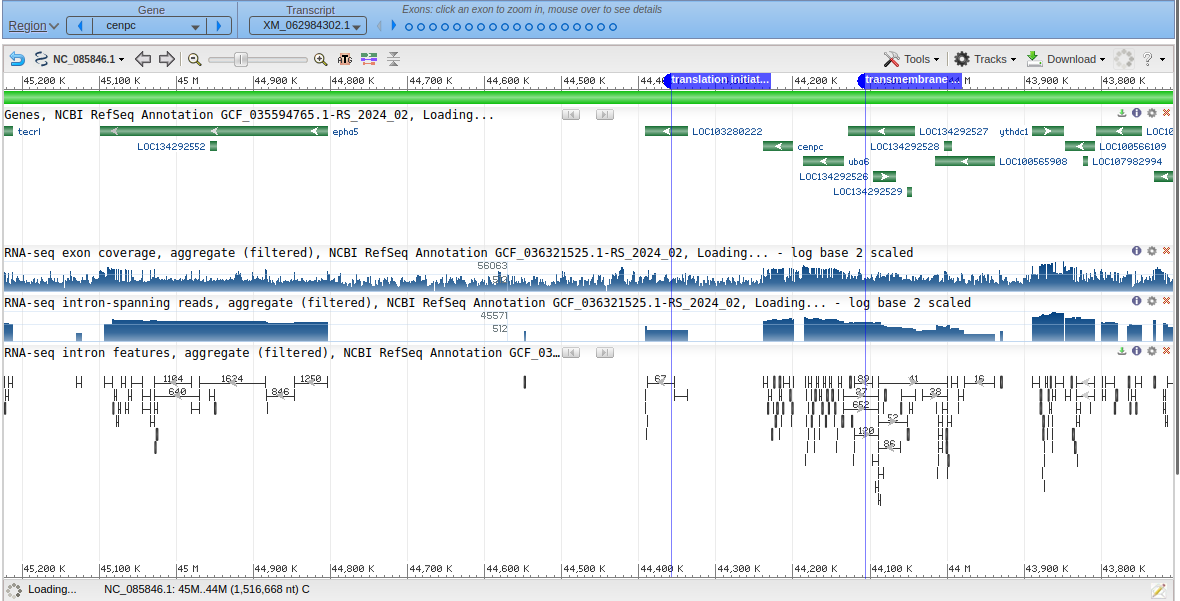 Gene
Transcript
Exons: click an exon to zoom in, mouse over to see details
Region
cenpc
XM_062984302.1
NC_085846.1
Tools
Tracks
Download
?
45,200 K 45,100 K 45 M 44,900 K 44,800 K 44,700 K 44,600 K 44,500 K 44,4 translation initiat... 44,200 K transmembrane... M 43,900 K 43,800 K
Genes, NCBI RefSeq Annotation GCF_035594765.1-RS_2024_02, Loading...
tecrl epha5 LOC103280222 LOC134292527 ythdc1 LOC10
LOC134292552 cenpc LOC134292528 LOC100566109
uba6 LOC100565908 LOC107982994
LOC134292526
LOC134292529
RNA-seq exon coverage, aggregate (filtered), NCBI RefSeq Annotation GCF_036321525.1-RS_2024_02, Loading... - log base 2 scaled
56063
RNA-seq intron-spanning reads, aggregate (filtered), NCBI RefSeq Annotation GCF_036321525.1-RS_2024_02, Loading... - log base 2 scaled
45571
512
RNA-seq intron features, aggregate (filtered), NCBI RefSeq Annotation GCF_03...
1104 1624 1250 67 89 41 16
640 846 27 28
652
52
120
86
45,200 K 45,100 K 45 M 44,900 K 44,800 K 44,700 K 44,600 K 44,500 K 44,400 K 44,300 K 44,200 K 44,100 K 44 M 43,900 K 43,800 K
Loading... NC_085846.1: 45M..44M (1,516,668 nt) C